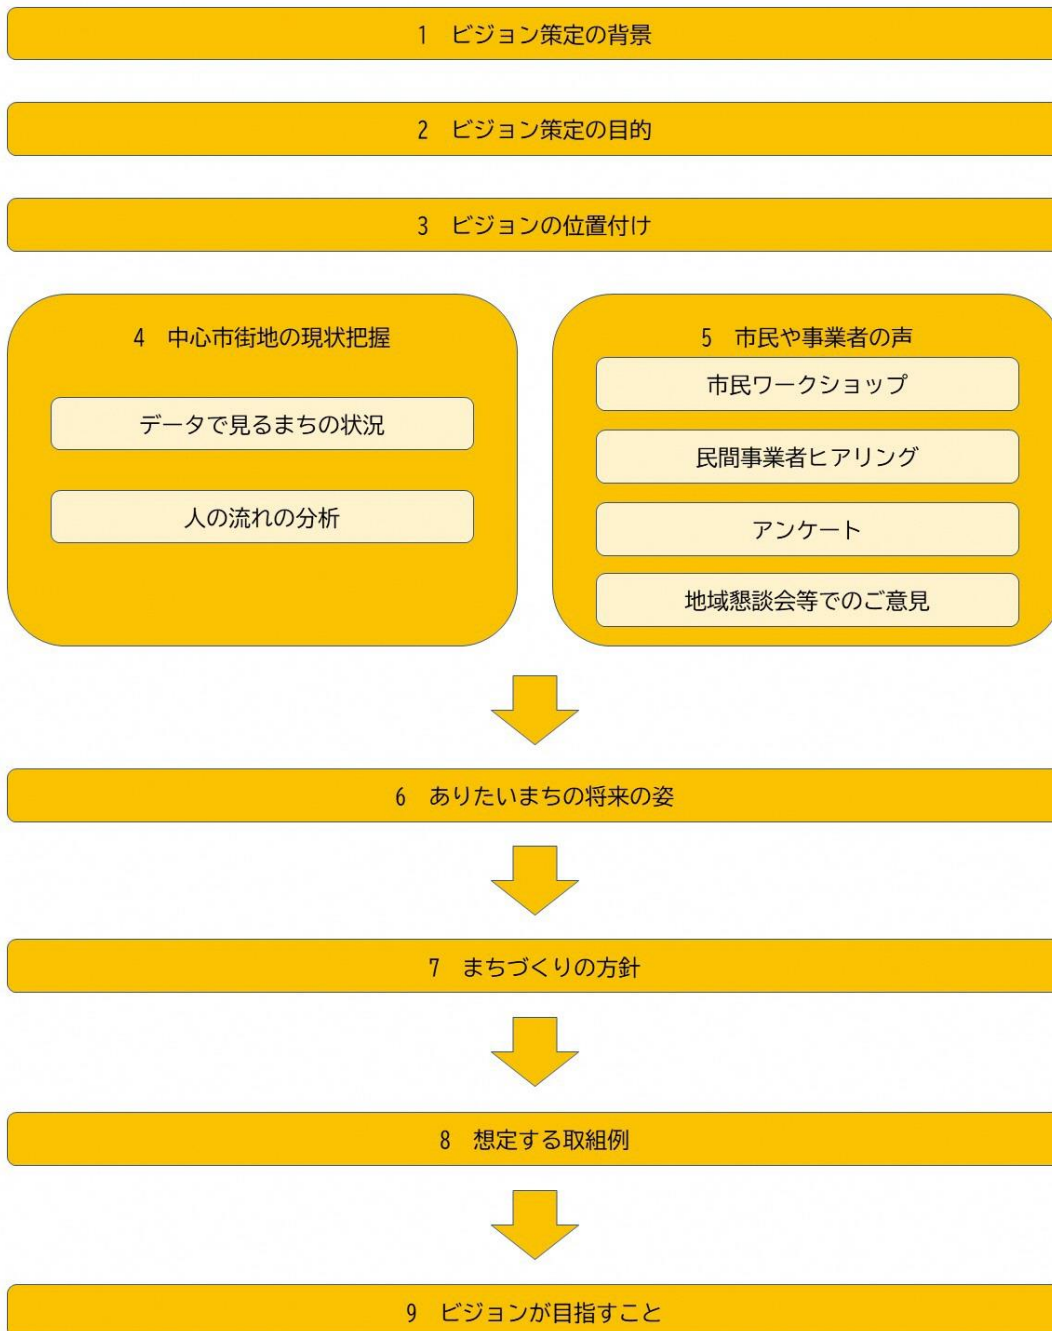 1 ビジョン策定の背景
2 ビジョン策定の目的
3 ビジョンの位置付け
4 中心市街地の現状把握
データで見るまちの状況
人の流れの分析
5 市民や事業者の声
市民ワークショップ
民間事業者ヒアリング
アンケート
地域懇談会等でのご意見
6 ありたいまちの将来の姿
7 まちづくりの方針
8 想定する取組例
9 ビジョンが目指すこと